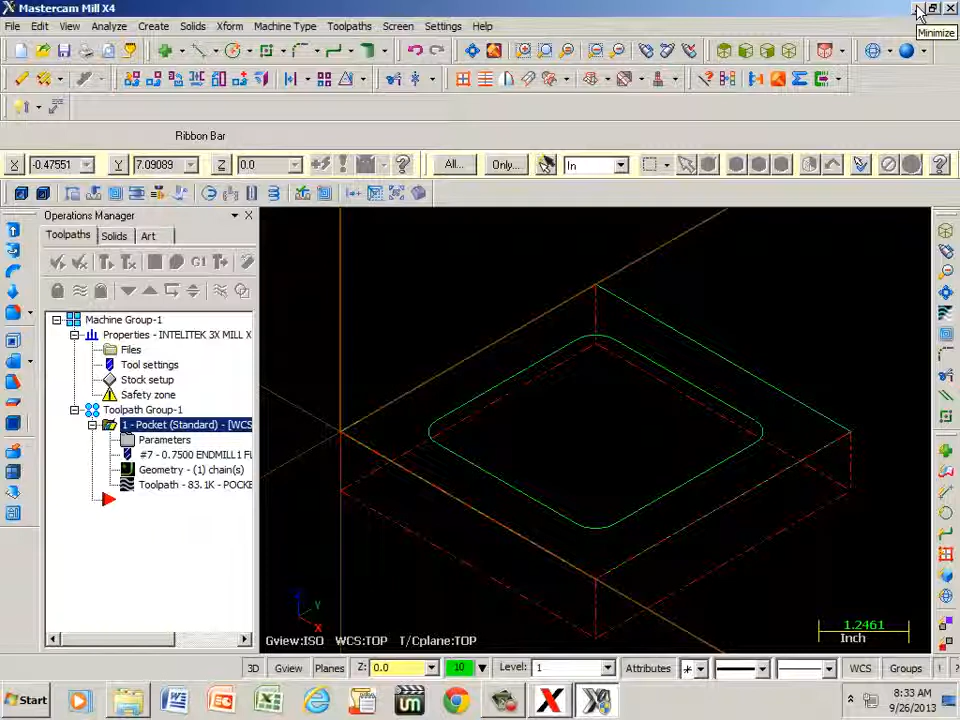 Mastercam Mill X4
File Edit View Analyze Create Solids Xform Machine Type Toolpaths Screen Settings Help
Minimize
Ribbon Bar
X -0.47551 Y 7.09089 Z 0.0 All... Only... In
Operations Manager
Toolpaths Solids Art
G1
Machine Group-1
Properties - INTELITEK 3X MILL X
Files
Tool settings
Stock setup
Safety zone
Toolpath Group-1
1 - Pocket (Standard) - [WCS
Parameters
#7 - 0.7500 ENDMILL1 FL
Geometry - (1) chain(s)
Toolpath - 83.1K - POCKE
Z Y X
Gview:ISO WCS:TOP T/Cplane:TOP
1.2461
Inch
3D Gview Planes Z: 0.0 10 Level: 1 Attributes WCS Groups
Start
8:33 AM
9/26/2013